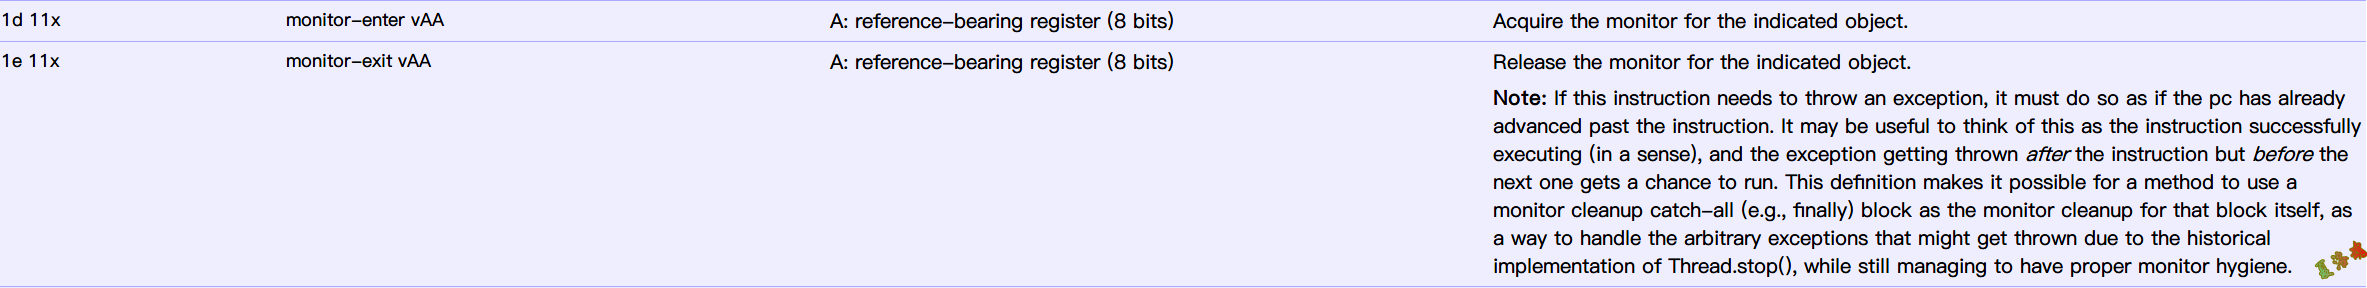 1d 11x monitor-enter vAA A: reference-bearing register (8 bits) Acquire the monitor for the indicated object.
1e 11x monitor-exit vAA A: reference-bearing register (8 bits) Release the monitor for the indicated object.
Note: If this instruction needs to throw an exception, it must do so as if the pc has already
advanced past the instruction. It may be useful to think of this as the instruction successfully
executing (in a sense), and the exception getting thrown after the instruction but before the
next one gets a chance to run. This definition makes it possible for a method to use a
monitor cleanup catch-all (e.g., finally) block as the monitor cleanup for that block itself, as
a way to handle the arbitrary exceptions that might get thrown due to the historical
implementation of Thread.stop(), while still managing to have proper monitor hygiene.